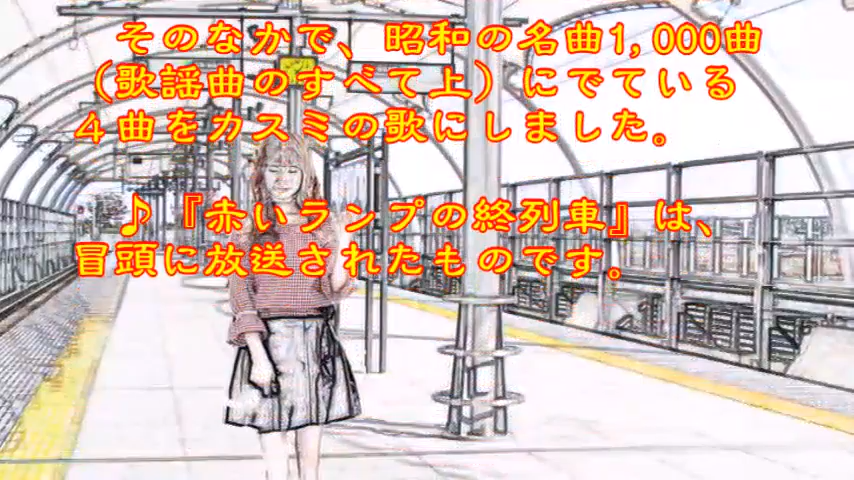 そのなかで、昭和の名曲1,000曲
(歌謡曲のすべて上)にでている
４曲をカスミの歌にしました。
♪『赤いランプの終列車』は、
冒頭に放送されたものです。